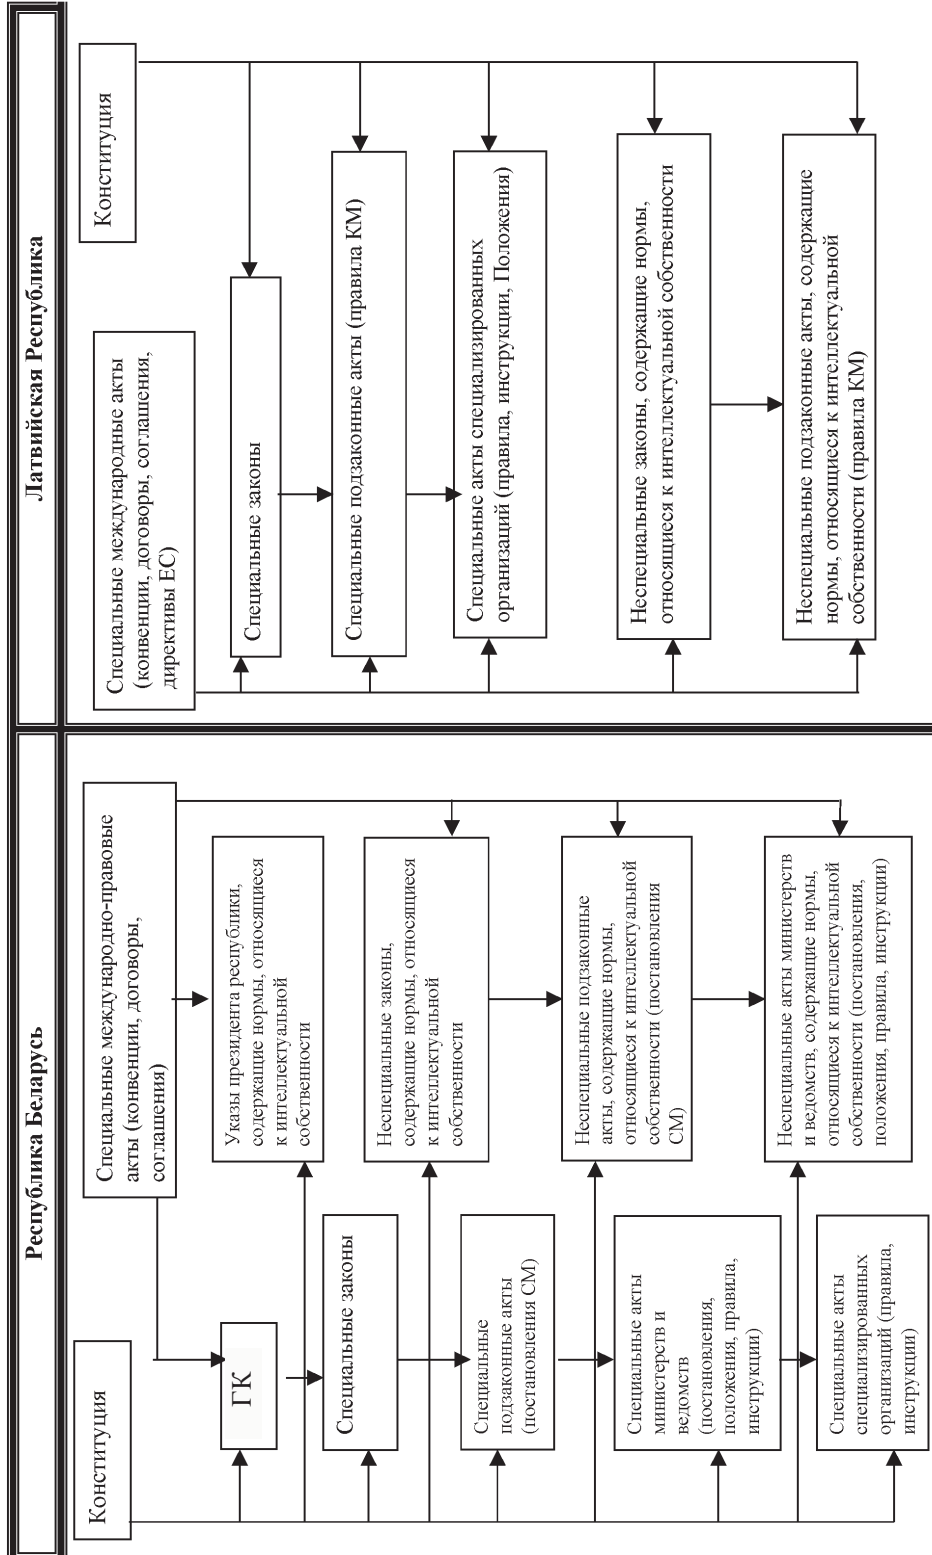 Республика Беларусь
Латвийская Республика
Конституция
Специальные международно-правовые
акты (конвенции, договоры,
соглашения)
ГК
Указы президента республики,
содержащие нормы, относящиеся
к интеллектуальной
собственности
Специальные законы
Неспециальные законы,
содержащие нормы, относящиеся
к интеллектуальной
собственности
Специальные
подзаконные акты
(постановления СМ)
Неспециальные подзаконные
акты, содержащие нормы,
относящиеся к интеллектуальной
собственности (постановления
СМ)
Специальные акты
министерств и
ведомств
(постановления,
положения, правила,
инструкции)
Неспециальные акты министерств
и ведомств, содержащие нормы,
относящиеся к интеллектуальной
собственности (постановления,
положения, правила, инструкции)
Специальные акты
специализированных
организаций (правила,
инструкции)
Специальные международные акты
(конвенции, договоры, соглашения,
директивы ЕС)
Конституция
Специальные законы
Специальные подзаконные акты (правила КМ)
Специальные акты специализированных
организаций (правила, инструкции, Положения)
Неспециальные законы, содержащие нормы,
относящиеся к интеллектуальной собственности
Неспециальные подзаконные акты, содержащие
нормы, относящиеся к интеллектуальной
собственности (правила КМ)